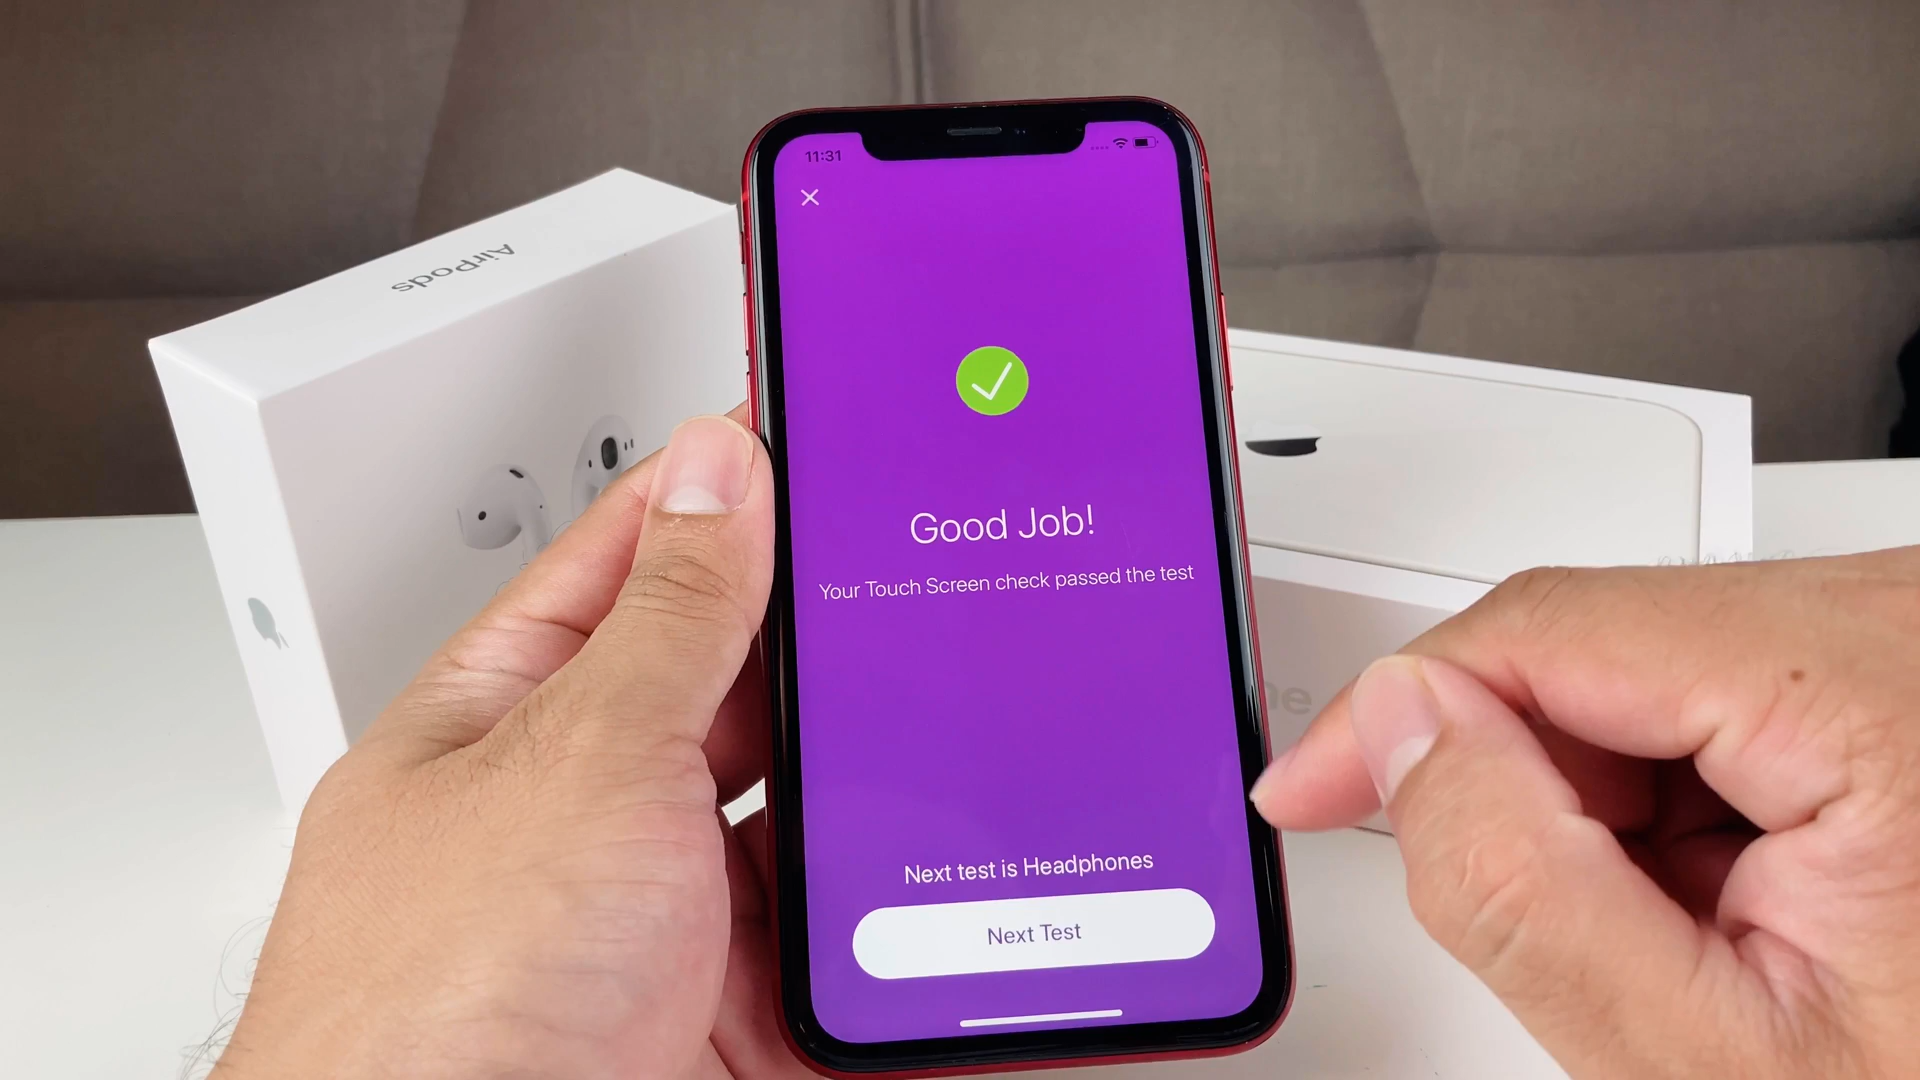 AirPods
11:31
Good Job!
Your Touch Screen check passed the test
Next test is Headphones
Next Test